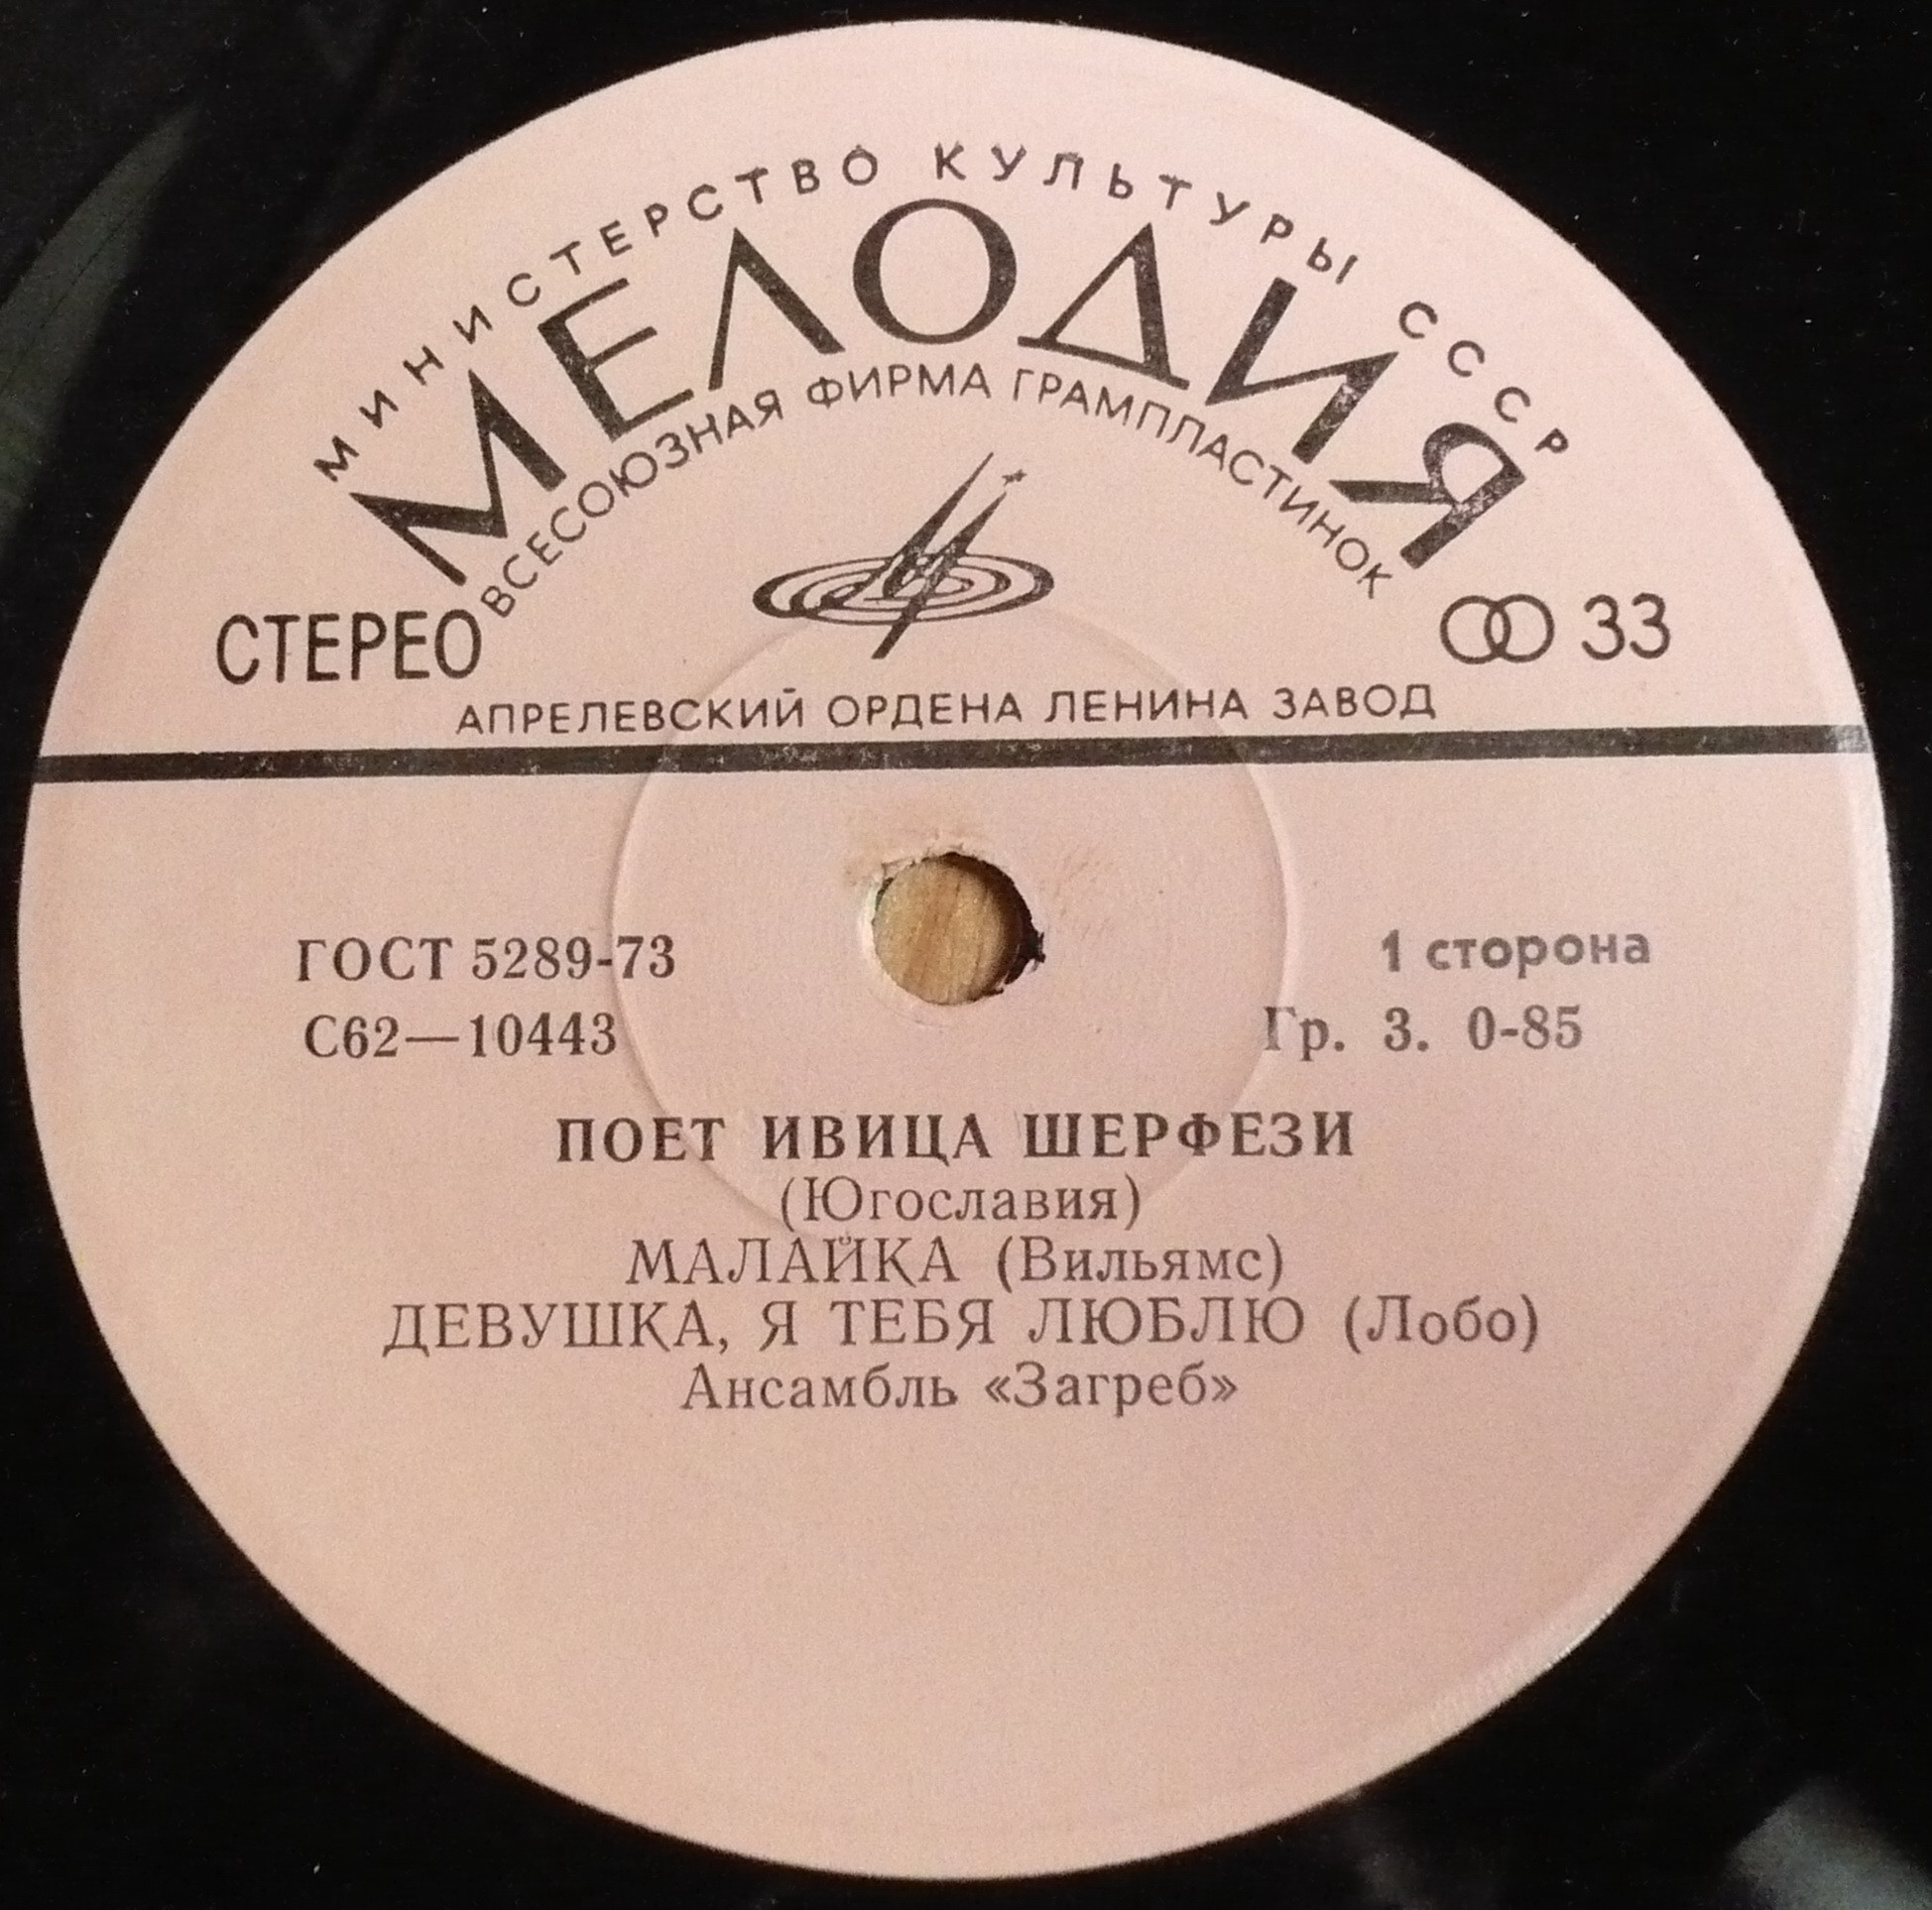 МИНИСТЕРСТВО КУЛЬТУРЫ СССР
МЕЛОДИЯ
ВСЕСОЮЗНАЯ ФИРМА ГРАМПЛАСТИНОК
СТЕРЕО
33
АПРЕЛЕВСКИЙ ОРДЕНА ЛЕНИНА ЗАВОД
ГОСТ 5289-73
1 сторона
С62—10443
Гр. 3. 0-85
ПОЕТ ИВИЦА ШЕРФЕЗИ
(Югославия)
МАЛАЙКА (Вильямс)
ДЕВУШКА, Я ТЕБЯ ЛЮБЛЮ (Лобо)
Ансамбль «Загреб»